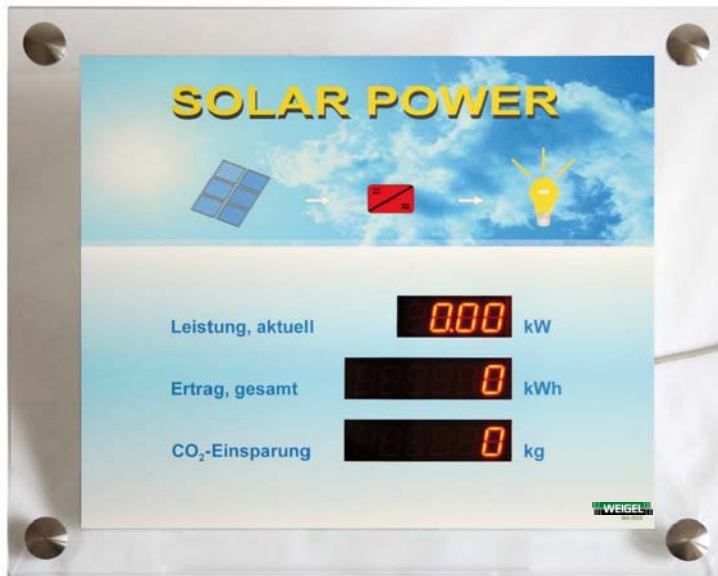 SOLAR POWER
Leistung, aktuell 0.00 kW
Ertrag, gesamt 0 kWh
CO₂-Einsparung 0 kg
WEIGEL